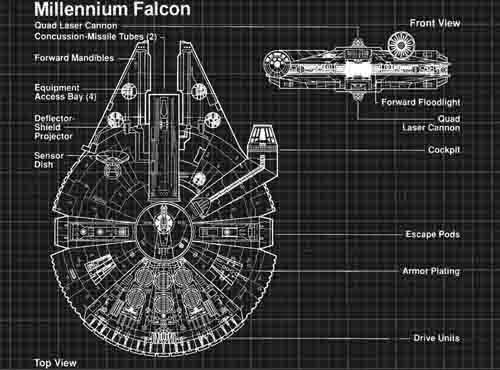 Millennium Falcon
Quad Laser Cannon
Concussion-Missile Tubes (2)
Forward Mandibles
Equipment
Access Bay (4)
Deflector-
Shield
Projector
Sensor
Dish
Front View
Forward Floodlight
Quad
Laser Cannon
Cockpit
Escape Pods
Armor Plating
Drive Units
Top View